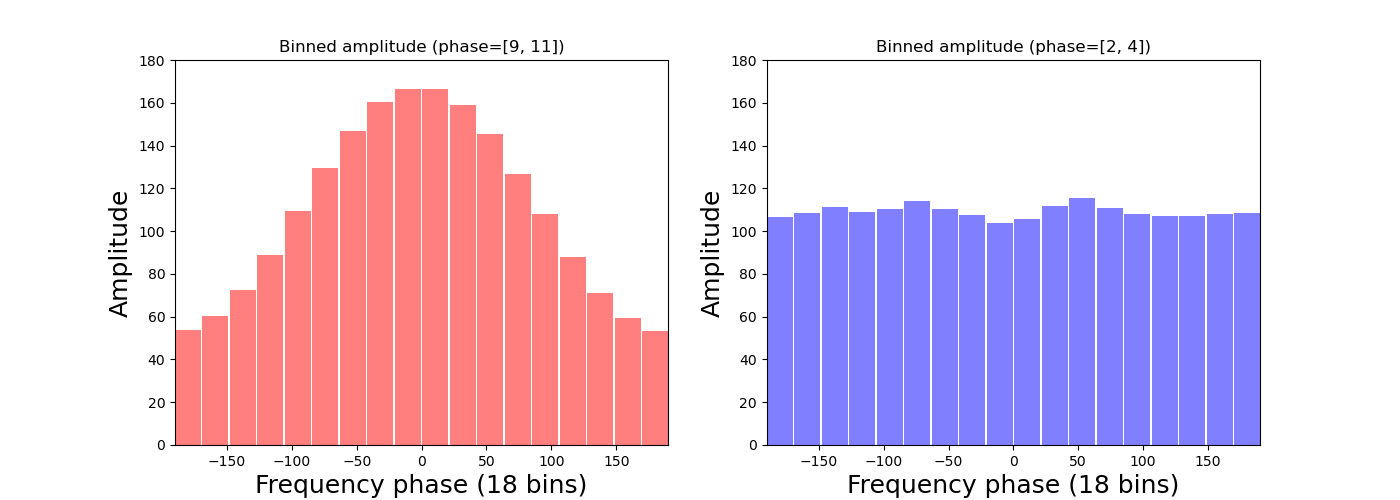 Binned amplitude (phase=[9, 11])
180
160
140
120
100
80
60
40
20
0
Amplitude
−150 −100 −50 0 50 100 150
Frequency phase (18 bins)
Binned amplitude (phase=[2, 4])
180
160
140
120
100
80
60
40
20
0
Amplitude
−150 −100 −50 0 50 100 150
Frequency phase (18 bins)